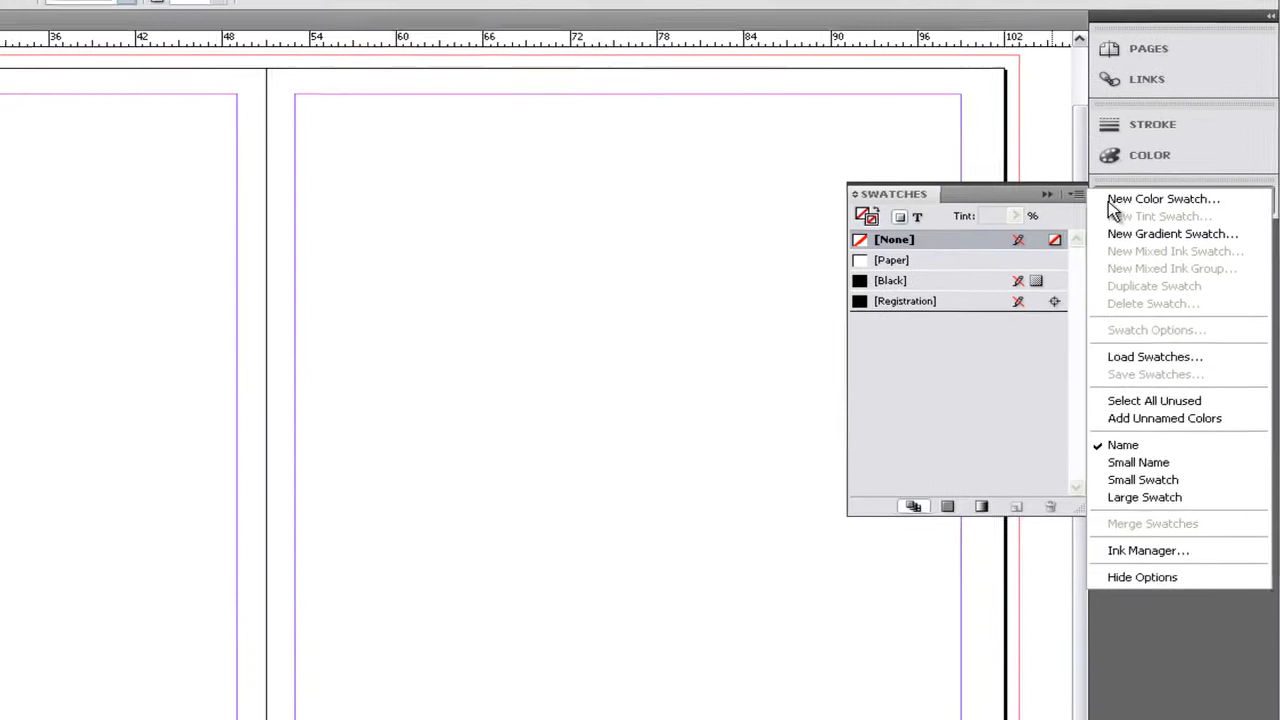 36 42 48 54 60 66 72 78 84 90 96 102
PAGES
LINKS
STROKE
COLOR
SWATCHES
Tint: %
[None]
[Paper]
[Black]
[Registration]
New Color Swatch...
New Tint Swatch...
New Gradient Swatch...
New Mixed Ink Swatch...
New Mixed Ink Group...
Duplicate Swatch
Delete Swatch...
Swatch Options...
Load Swatches...
Save Swatches...
Select All Unused
Add Unnamed Colors
Name
Small Name
Small Swatch
Large Swatch
Merge Swatches
Ink Manager...
Hide Options